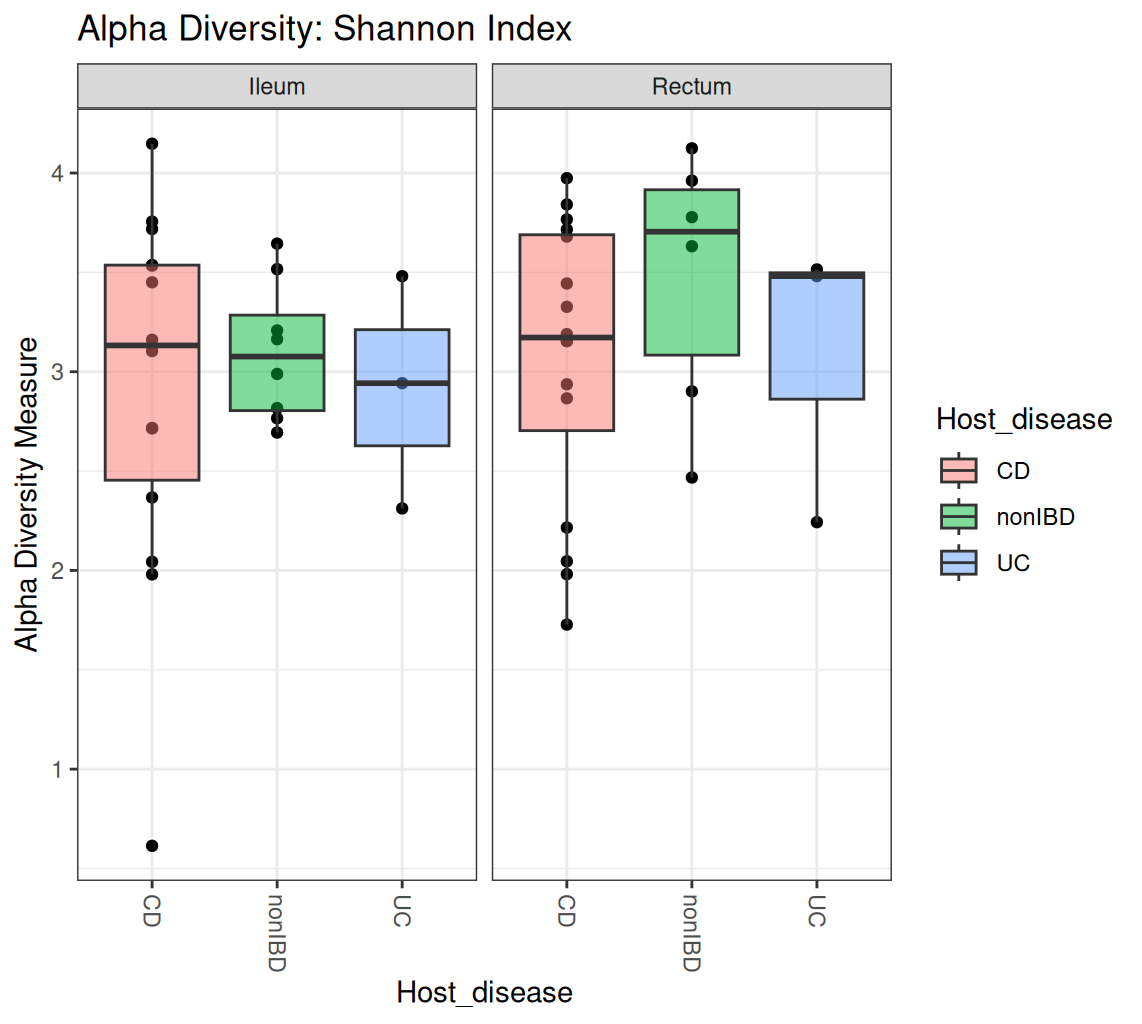 Alpha Diversity: Shannon Index
Ileum
Rectum
Alpha Diversity Measure
4
3
2
1
CD
nonIBD
UC
CD
nonIBD
UC
Host_disease
Host_disease
CD
nonIBD
UC